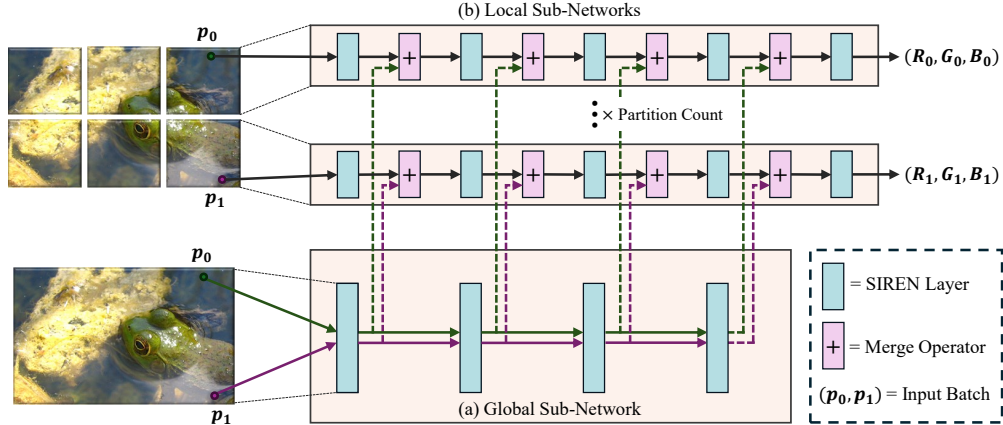 (b) Local Sub-Networks
p₀
+ + + +
(R₀, G₀, B₀)
× Partition Count
p₁
+ + + +
(R₁, G₁, B₁)
p₀
p₁
(a) Global Sub-Network
= SIREN Layer
+ = Merge Operator
(p₀, p₁) = Input Batch